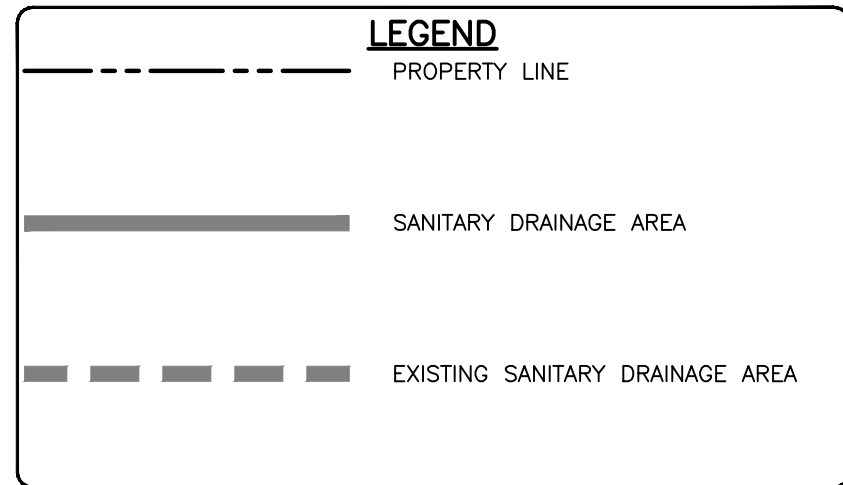 LEGEND
PROPERTY LINE
SANITARY DRAINAGE AREA
EXISTING SANITARY DRAINAGE AREA